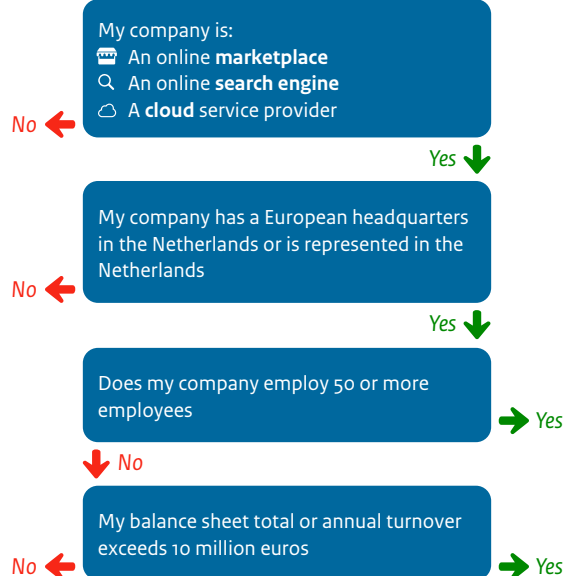 My company is:
An online marketplace
An online search engine
A cloud service provider
No
Yes
My company has a European headquarters
in the Netherlands or is represented in the
Netherlands
No
Yes
Does my company employ 50 or more
employees
Yes
No
My balance sheet total or annual turnover
exceeds 10 million euros
No
Yes